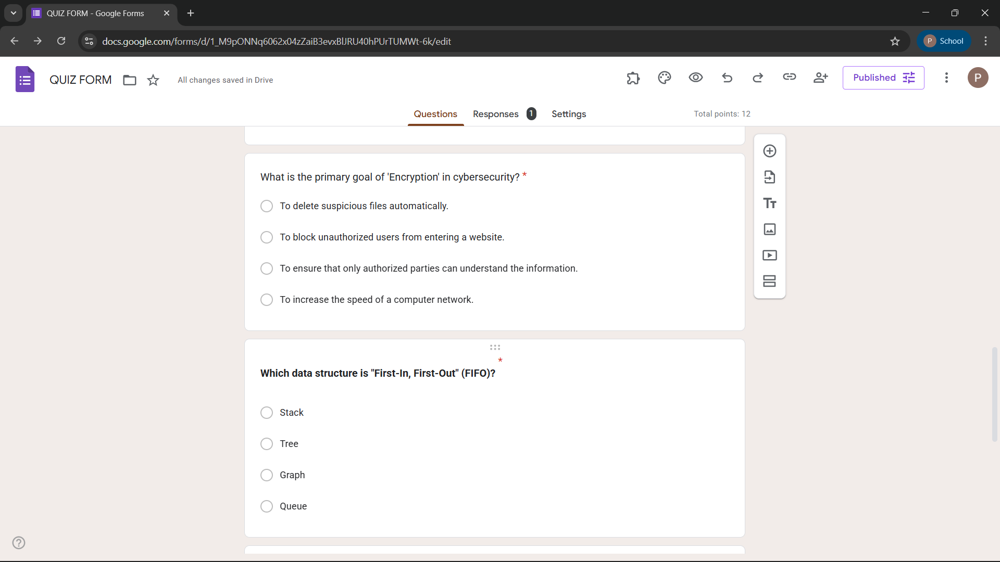 QUIZ FORM - Google Forms
docs.google.com/forms/d/1_M9pONNq6062x04zZaiB3evxBlJRU40hPUrTUMWt-6k/edit
P School
QUIZ FORM
All changes saved in Drive
Published
P
Questions
Responses 1
Settings
Total points: 12
What is the primary goal of 'Encryption' in cybersecurity? *
To delete suspicious files automatically.
To block unauthorized users from entering a website.
To ensure that only authorized parties can understand the information.
To increase the speed of a computer network.
*
Which data structure is "First-In, First-Out" (FIFO)?
Stack
Tree
Graph
Queue